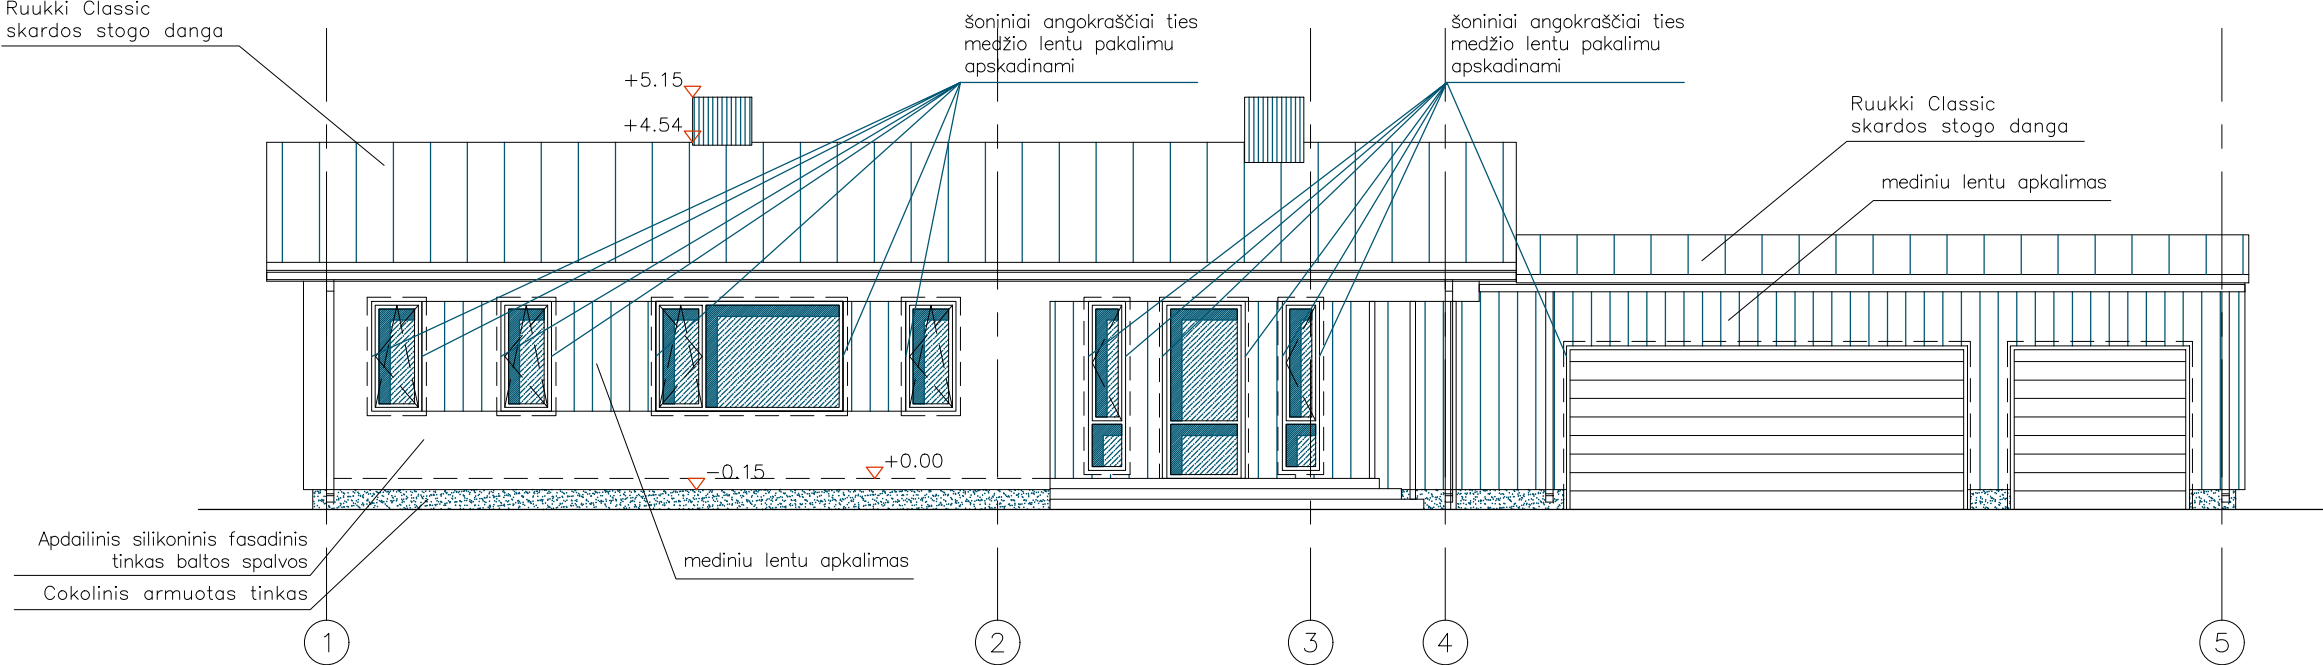 Ruukki Classic
skardos stogo danga
šoniniai angokraščiai ties
medžio lentu pakalimu
apskadinami
šoniniai angokraščiai ties
medžio lentu pakalimu
apskadinami
+5.15
+4.54
Ruukki Classic
skardos stogo danga
mediniu lentu apkalimas
-0.15
+0.00
Apdailinis silikoninis fasadinis
tinkas baltos spalvos
Cokolinis armuotas tinkas
mediniu lentu apkalimas
1
2
3
4
5